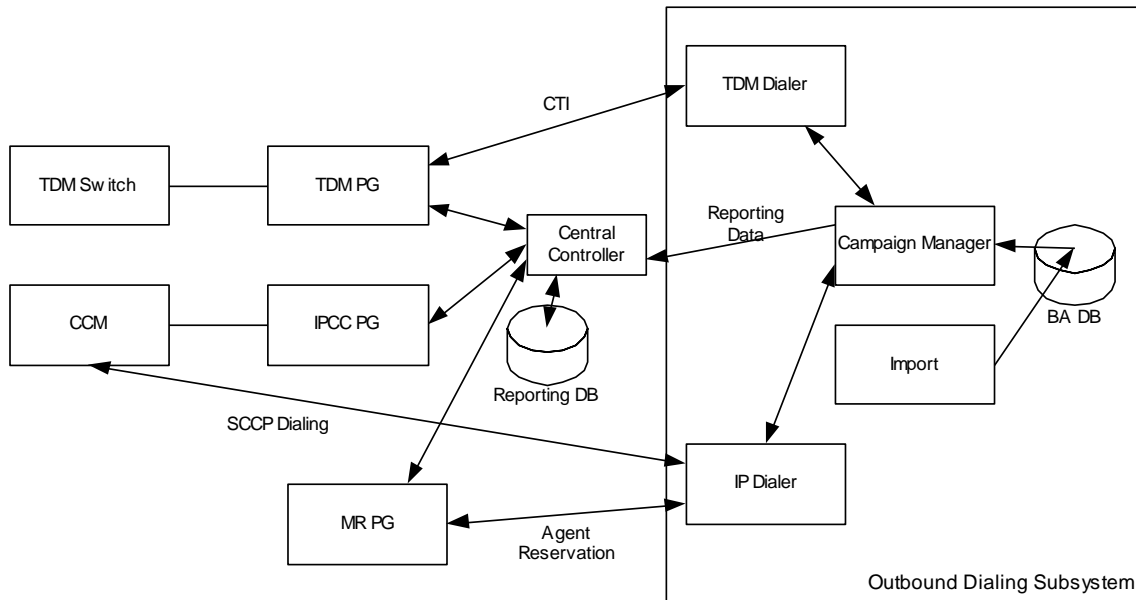 TDM Dialer
CTI
TDM Switch
TDM PG
Central
Controller
Reporting
Data
Campaign Manager
CCM
IPCC PG
BA DB
Import
Reporting DB
SCCP Dialing
IP Dialer
MR PG
Agent
Reservation
Outbound Dialing Subsystem